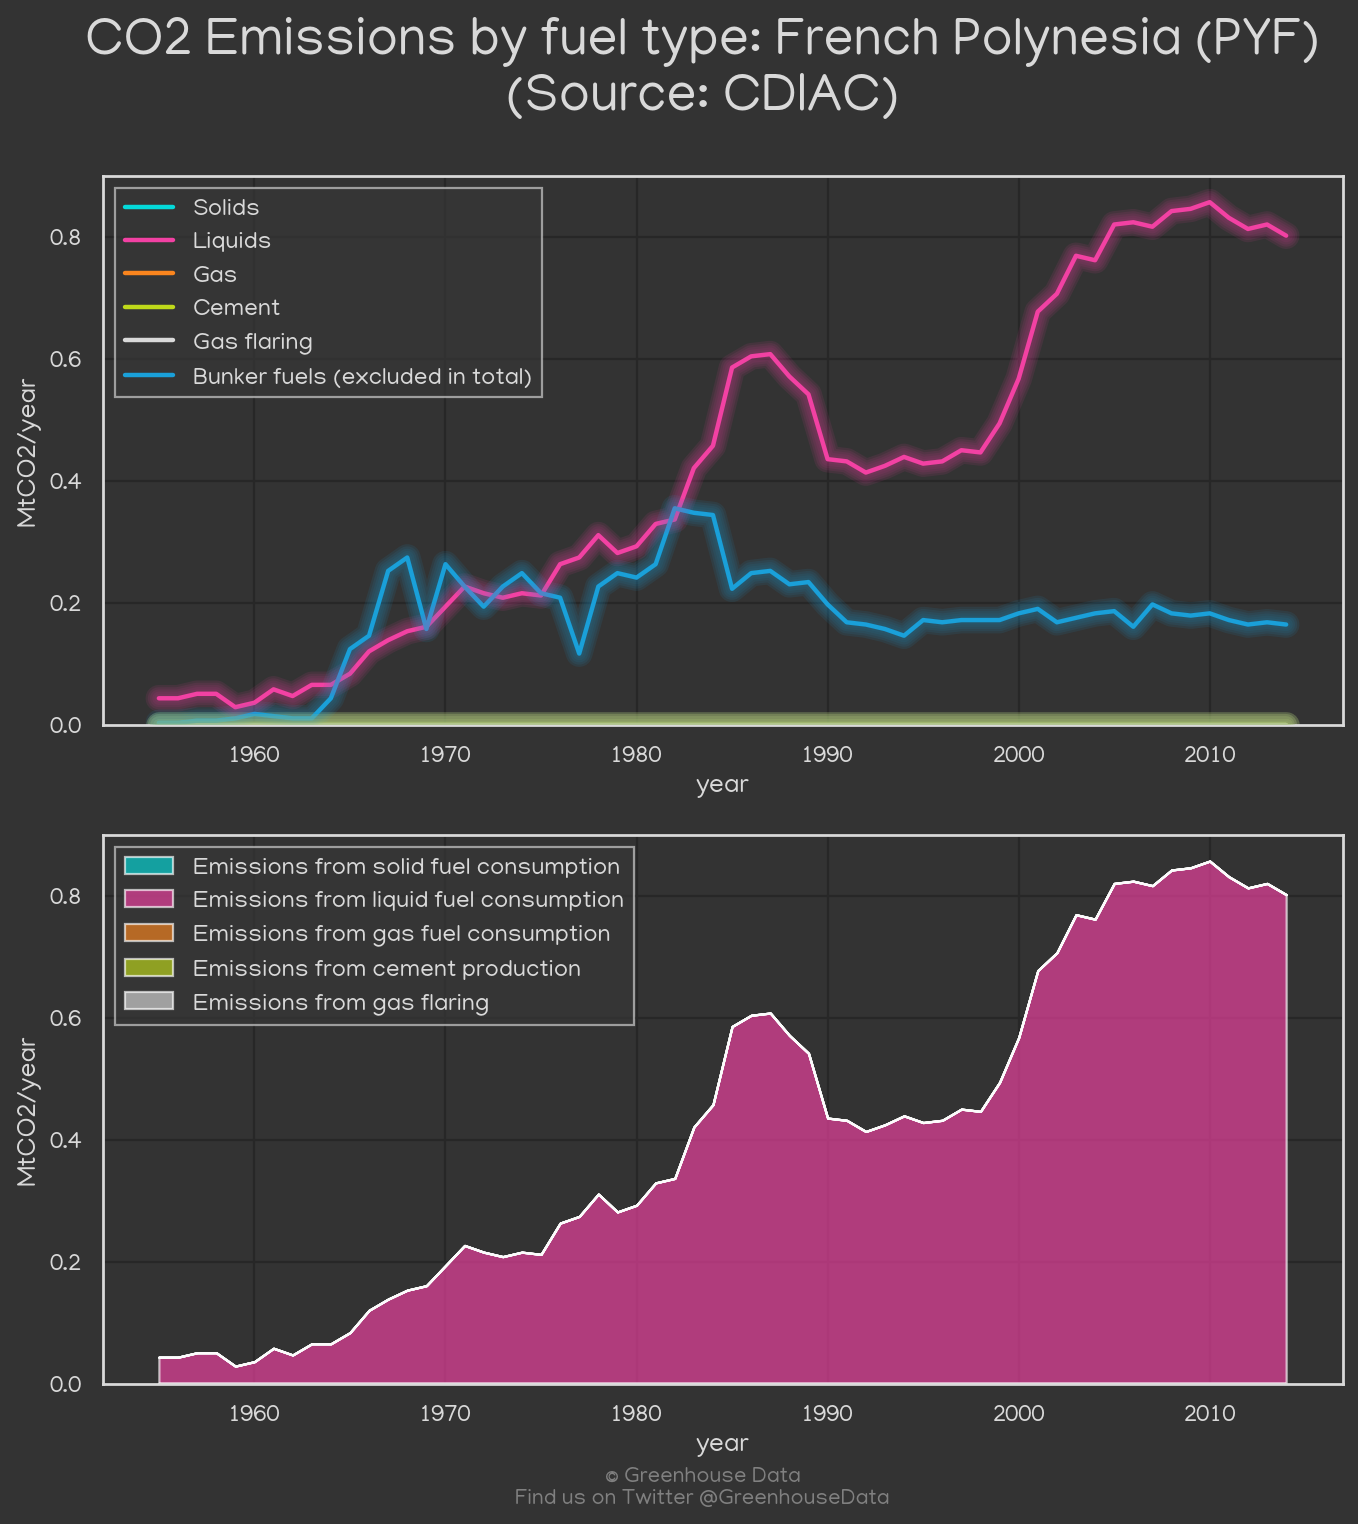 CO2 Emissions by fuel type: French Polynesia (PYF)
(Source: CDIAC)
Solids
Liquids
Gas
Cement
Gas flaring
Bunker fuels (excluded in total)
MtCO2/year
0.8
0.6
0.4
0.2
0.0
1960 1970 1980 1990 2000 2010
year
Emissions from solid fuel consumption
Emissions from liquid fuel consumption
Emissions from gas fuel consumption
Emissions from cement production
Emissions from gas flaring
MtCO2/year
0.8
0.6
0.4
0.2
0.0
1960 1970 1980 1990 2000 2010
year
© Greenhouse Data
Find us on Twitter @GreenhouseData